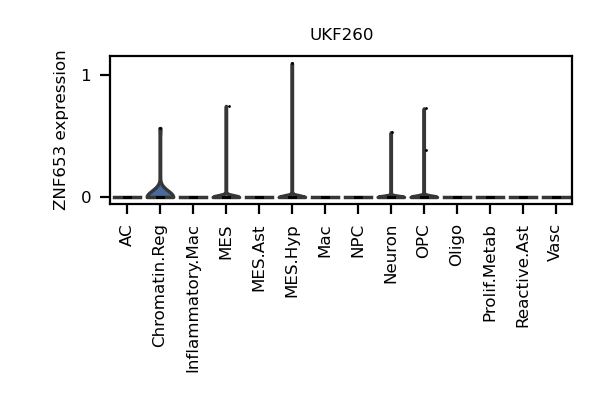 UKF260
ZNF653 expression
1
0
AC
Chromatin.Reg
Inflammatory.Mac
MES
MES.Ast
MES.Hyp
Mac
NPC
Neuron
OPC
Oligo
Prolif.Metab
Reactive.Ast
Vasc